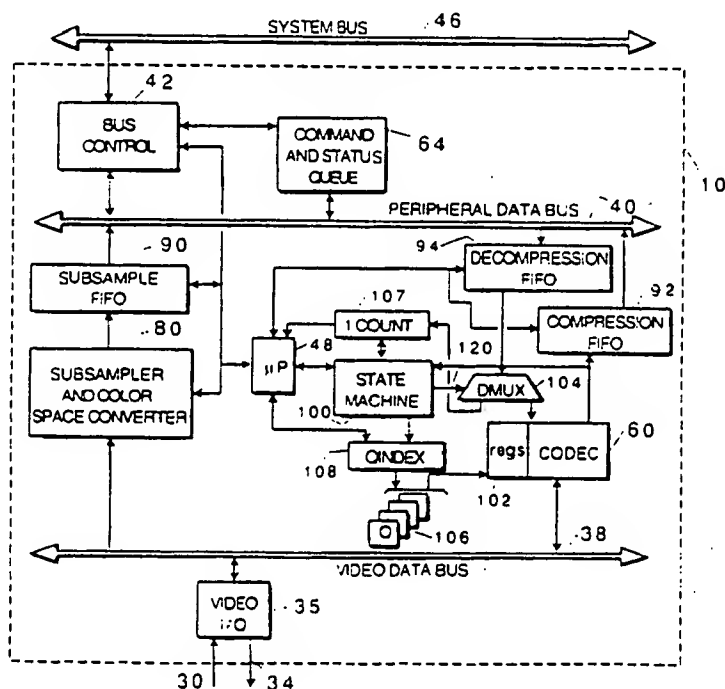 SYSTEM BUS
46
42
BUS
CONTROL
COMMAND
AND STATUS
QUEUE
64
10
PERIPHERAL DATA BUS
40
90
94
DECOMPRESSION
FIFO
SUBSAMPLE
FIFO
92
107
COMPRESSION
FIFO
80
1 COUNT
120
μP
48
SUBSAMPLER
AND COLOR
SPACE CONVERTER
STATE
MACHINE
DMUX
104
100
60
QINDEX
regs
CODEC
108
102
Q
106
38
VIDEO DATA BUS
VIDEO
I/O
35
30
34